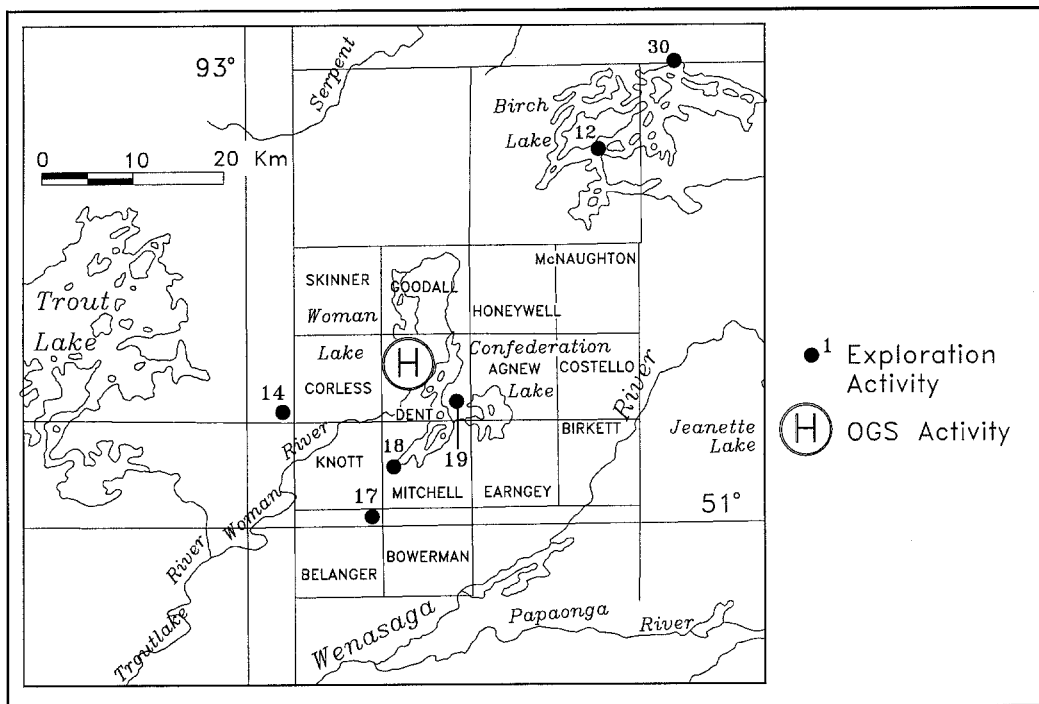 93°
Serpent
30
Birch
Lake
12
0 10 20 Km
Trout
Lake
SKINNER
GOODALL
McNAUGHTON
Woman
HONEYWELL
Lake
H
Confederation
AGNEW
COSTELLO
Lake
CORLESS
14
DENT
River
BIRKETT
Jeanette
Lake
River
KNOTT
18
19
MITCHELL
EARNGEY
17
51°
Woman
River
BOWERMAN
BELANGER
Troutlake
Wenasaga
Papaonga
River
1 Exploration
Activity
H OGS Activity